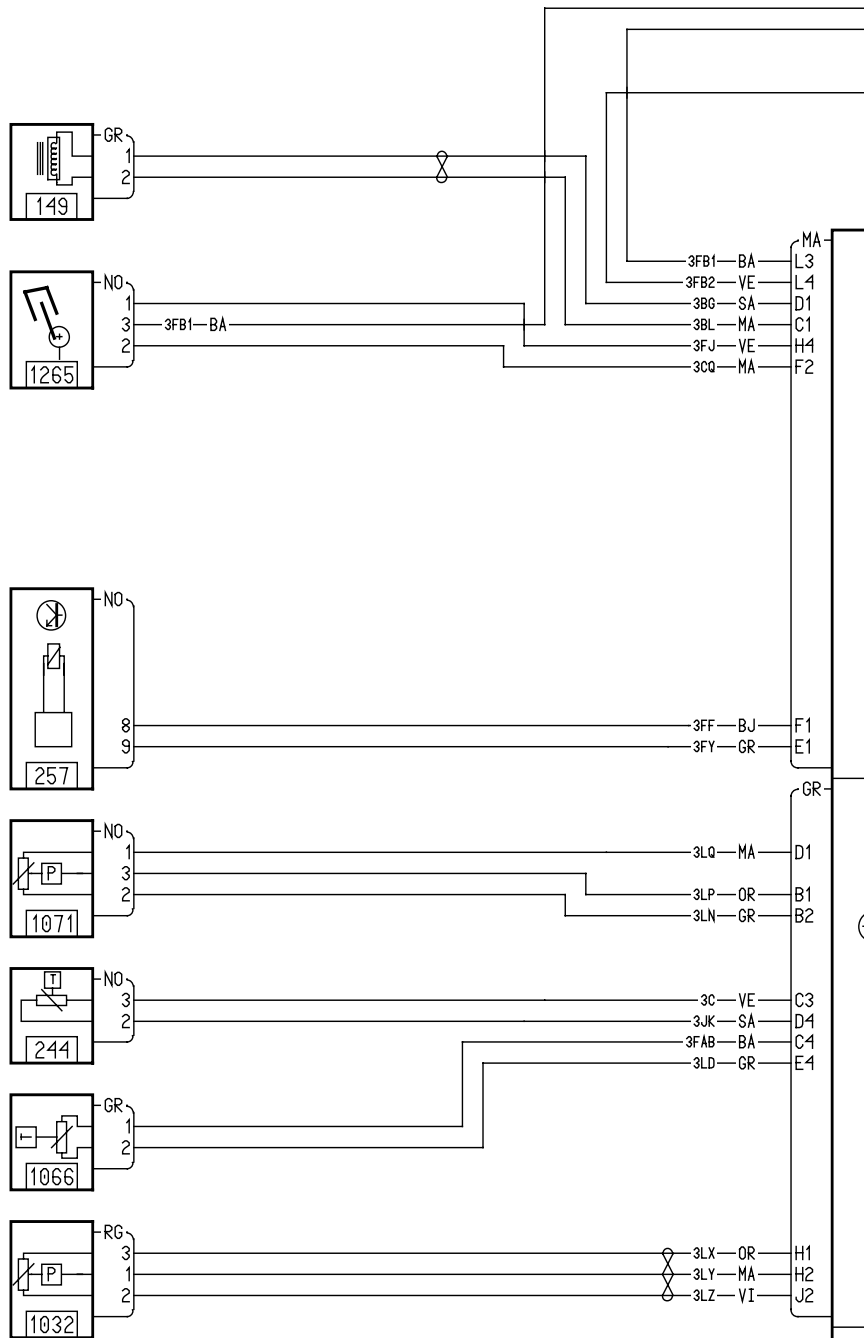 GR
1
2
149
MA
3FB1 BA L3
NO
3FB2 VE L4
1
3BG SA D1
3 3FB1 BA
3BL MA C1
2
3FJ VE H4
1265
3CQ MA F2
NO
8 3FF BJ F1
9 3FY GR E1
257
GR
NO
1 3LQ MA D1
P 3
3LP OR B1
2
3LN GR B2
1071
T
NO
3 3C VE C3
2 3JK SA D4
244
3FAB BA C4
3LD GR E4
GR
1
T
2
1066
RG
3 3LX OR H1
P 1 3LY MA H2
2 3LZ VI J2
1032